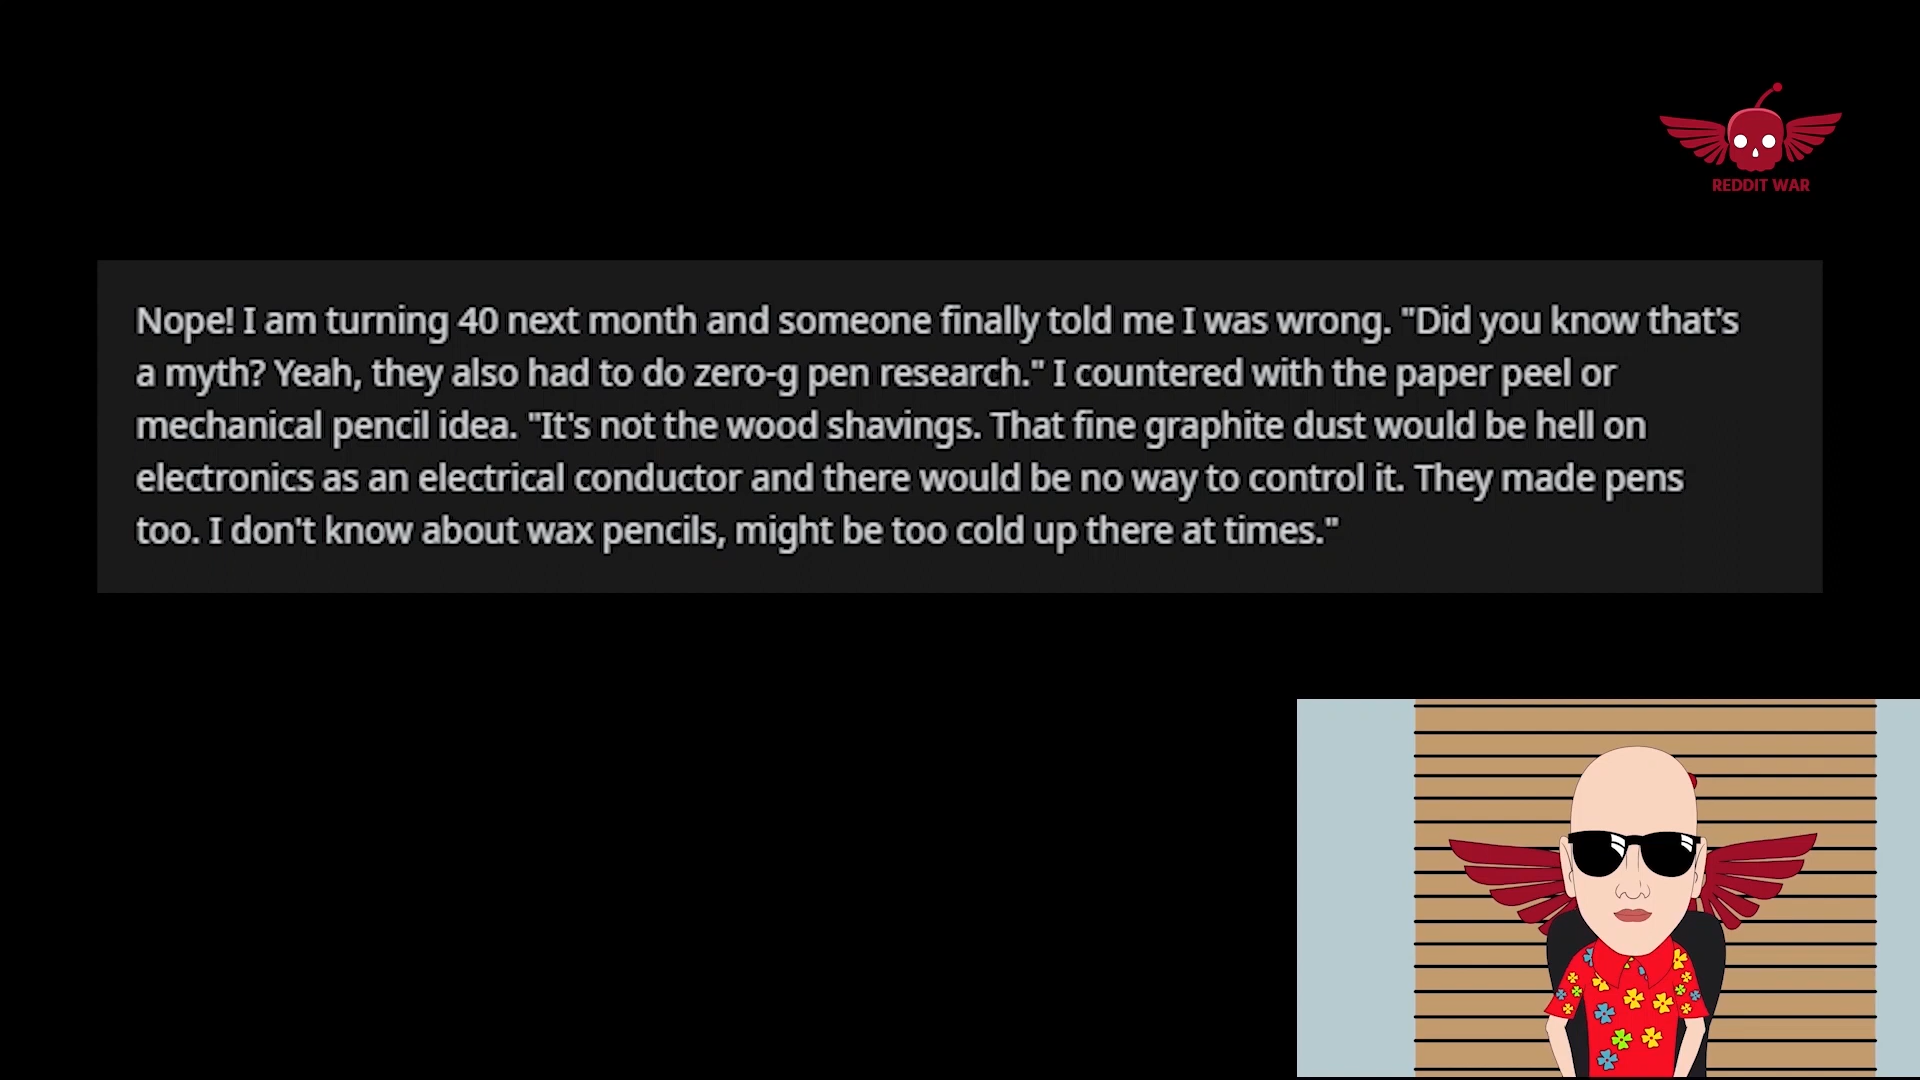 REDDIT WAR
Nope! I am turning 40 next month and someone finally told me I was wrong. "Did you know that's
a myth? Yeah, they also had to do zero-g pen research." I countered with the paper peel or
mechanical pencil idea. "It's not the wood shavings. That fine graphite dust would be hell on
electronics as an electrical conductor and there would be no way to control it. They made pens
too. I don't know about wax pencils, might be too cold up there at times."